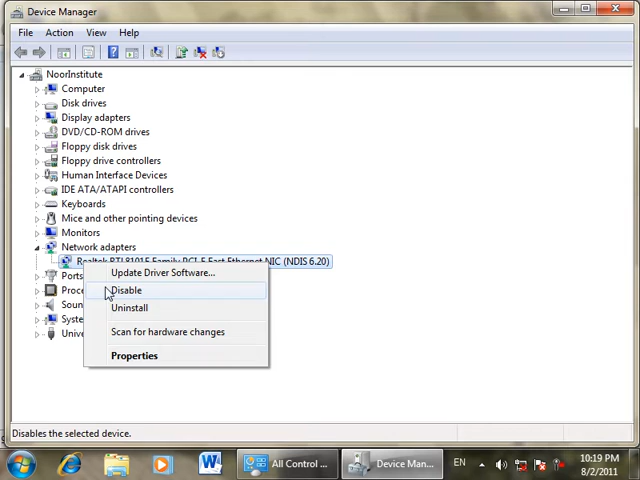 Device Manager
File Action View Help
NoorInstitute
Computer
Disk drives
Display adapters
DVD/CD-ROM drives
Floppy disk drives
Floppy drive controllers
Human Interface Devices
IDE ATA/ATAPI controllers
Keyboards
Mice and other pointing devices
Monitors
Network adapters
Realtek RTL8101E Family PCI-E Fast Ethernet NIC (NDIS 6.20)
Update Driver Software...
Ports
Disable
Proce
Uninstall
Soun
Syste
Scan for hardware changes
Unive
Properties
Disables the selected device.
All Control ...
Device Man...
EN
10:19 PM
8/2/2011